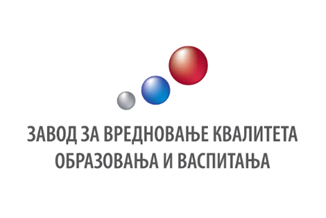 ЗАВОД ЗА ВРЕДНОВАЊЕ КВАЛИТЕТА
ОБРАЗОВАЊА И ВАСПИТАЊА